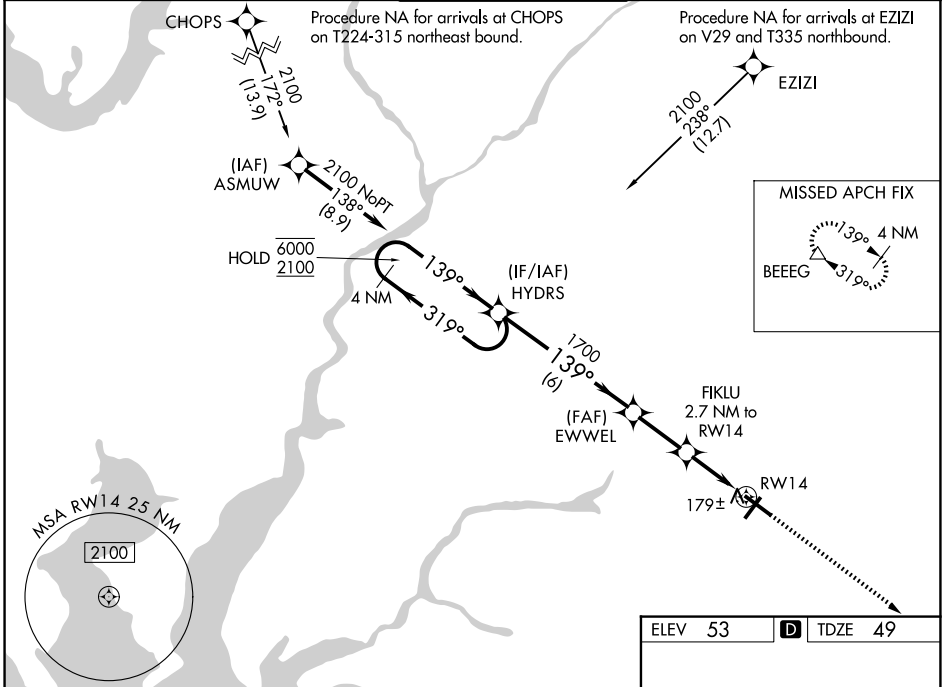 CHOPS
Procedure NA for arrivals at CHOPS
on T224-315 northeast bound.
Procedure NA for arrivals at EZIZI
on V29 and T335 northbound.
2100
172°
(13.9)
EZIZI
2100
238°
(12.7)
(IAF)
ASMUW
2100 NoPT
138°
(8.9)
MISSED APCH FIX
139°
4 NM
BEEEG
319°
HOLD
6000
2100
4 NM
139°
319°
(IF/IAF)
HYDRS
1700
139°
(6)
(FAF)
EWWEL
FIKLU
2.7 NM to
RW14
RW14
179±
MSA RW14 25 NM
2100
ELEV 53
D
TDZE 49